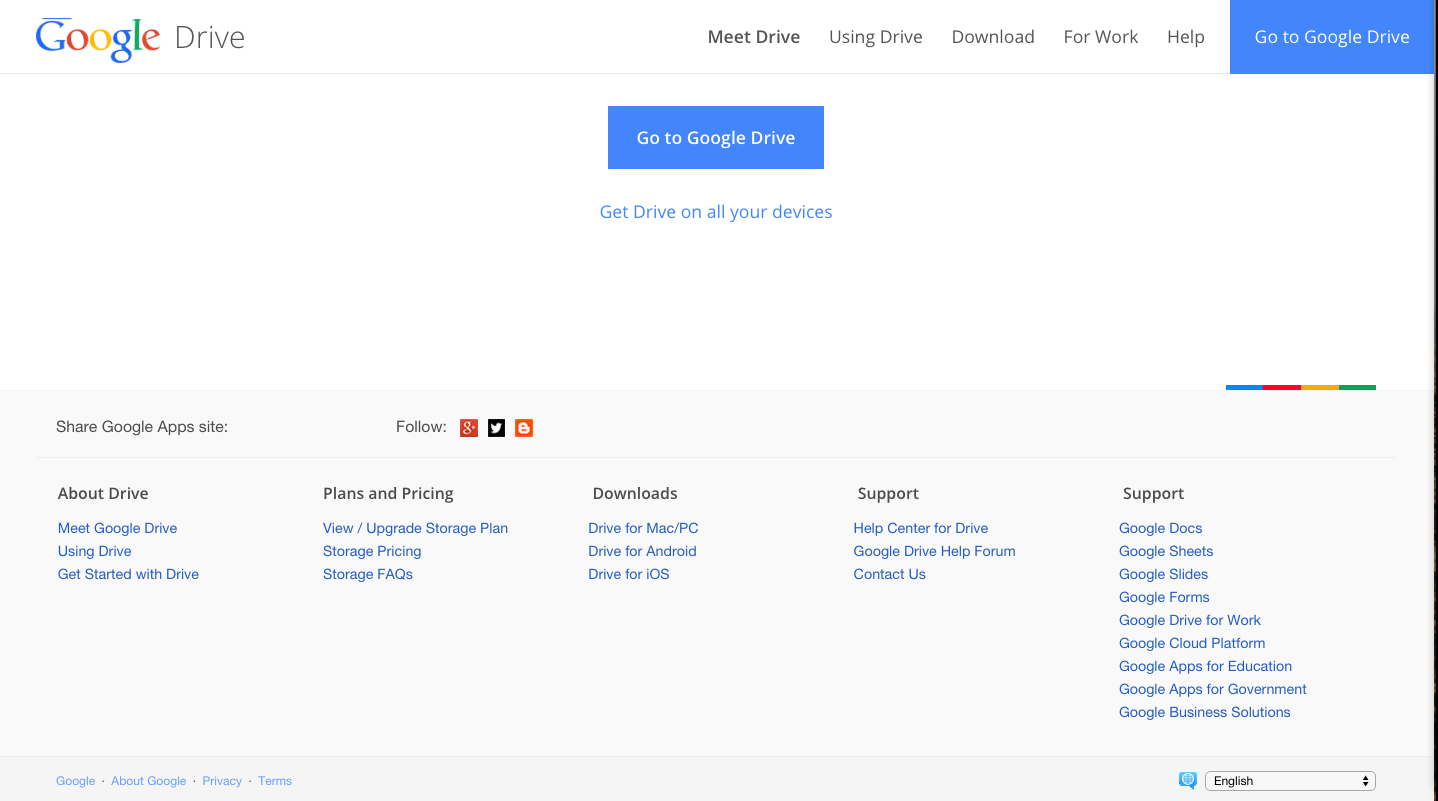 Google Drive Meet Drive Using Drive Download For Work Help Go to Google Drive
Go to Google Drive
Get Drive on all your devices
Share Google Apps site: Follow:
About Drive
Meet Google Drive
Using Drive
Get Started with Drive
Plans and Pricing
View / Upgrade Storage Plan
Storage Pricing
Storage FAQs
Downloads
Drive for Mac/PC
Drive for Android
Drive for iOS
Support
Help Center for Drive
Google Drive Help Forum
Contact Us
Support
Google Docs
Google Sheets
Google Slides
Google Forms
Google Drive for Work
Google Cloud Platform
Google Apps for Education
Google Apps for Government
Google Business Solutions
Google · About Google · Privacy · Terms English